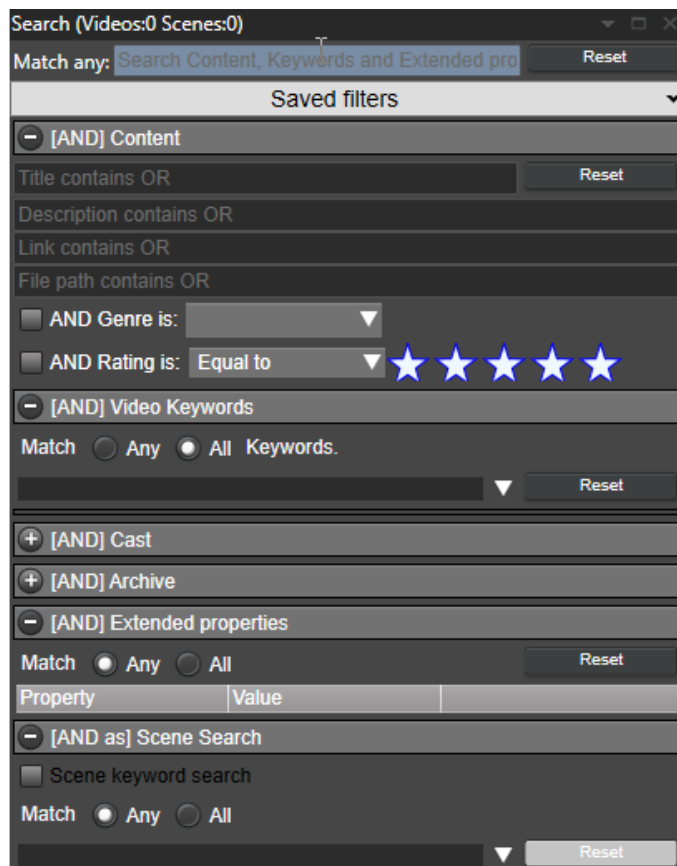 Search (Videos:0 Scenes:0)
Match any: Search Content, Keywords and Extended pro Reset
Saved filters
[AND] Content
Title contains OR Reset
Description contains OR
Link contains OR
File path contains OR
AND Genre is:
AND Rating is: Equal to
[AND] Video Keywords
Match Any All Keywords.
Reset
[AND] Cast
[AND] Archive
[AND] Extended properties
Match Any All Reset
Property Value
[AND as] Scene Search
Scene keyword search
Match Any All
Reset